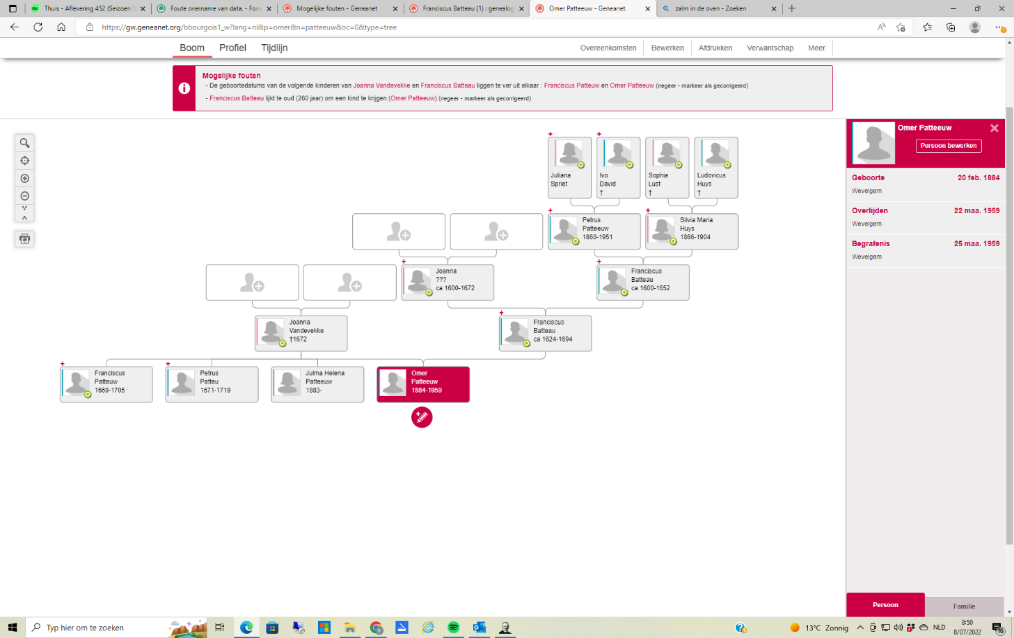 Thuis - Aflevering 452 (Seizoen
Foute overname van data. - For
Mogelijke fouten - Geneanet
Franciscus Batteau (1) : genealog
Omer Patteeuw - Geneanet
zalm in de oven - Zoeken
https://gw.geneanet.org/bbourgois1_w?lang=nl&p=omer&n=patteeuw&oc=0&type=tree
Boom Profiel Tijdlijn
Overeenkomsten Bewerken Afdrukken Verwantschap Meer
Mogelijke fouten
- De geboortedatums van de volgende kinderen van Joanna Vandevekke en Franciscus Batteau liggen te ver uit elkaar : Franciscus Patteuw en Omer Patteeuw (negeer - markeer als gecorrigeerd)
- Franciscus Batteau lijkt te oud (260 jaar) om een kind te krijgen (Omer Patteeuw) (negeer - markeer als gecorrigeerd)
Juliana
Spriet
Ivo
David
†
Sophia
Lust
†
Ludovicus
Huys
†
Petrus
Patteeuw
1860-1951
Silvia Maria
Huys
1866-1904
Joanna
???
ca 1600-1672
Franciscus
Batteau
ca 1600-1652
Joanna
Vandevekke
†1672
Franciscus
Batteau
ca 1624-1694
Franciscus
Patteuw
1669-1705
Petrus
Patteu
1671-1719
Julma Helena
Patteeuw
1883-
Omer
Patteeuw
1884-1959
Omer Patteeuw
Persoon bewerken
Geboorte 20 feb. 1884
Wevelgem
Overlijden 22 maa. 1959
Wevelgem
Begrafenis 25 maa. 1959
Wevelgem
Persoon Familie
Typ hier om te zoeken
13°C Zonnig
NLD
8:50
8/07/2022